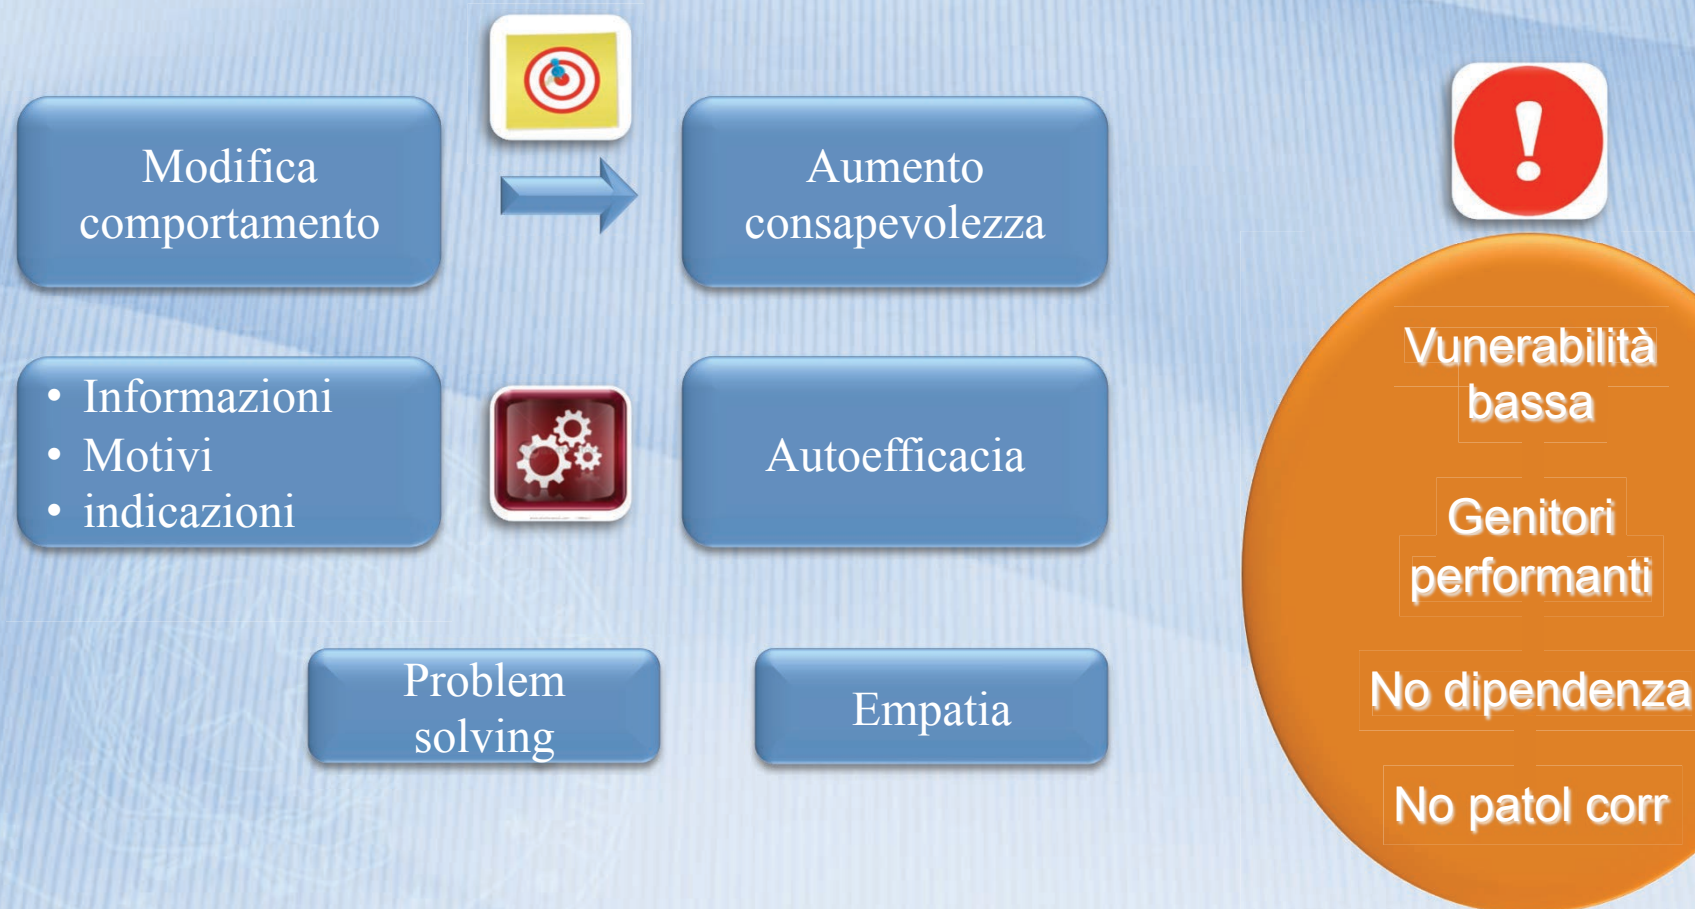 Modifica
comportamento
Aumento
consapevolezza
• Informazioni
• Motivi
• indicazioni
Autoefficacia
Problem
solving
Empatia
Vunerabilità
bassa
Genitori
performanti
No dipendenza
No patol corr